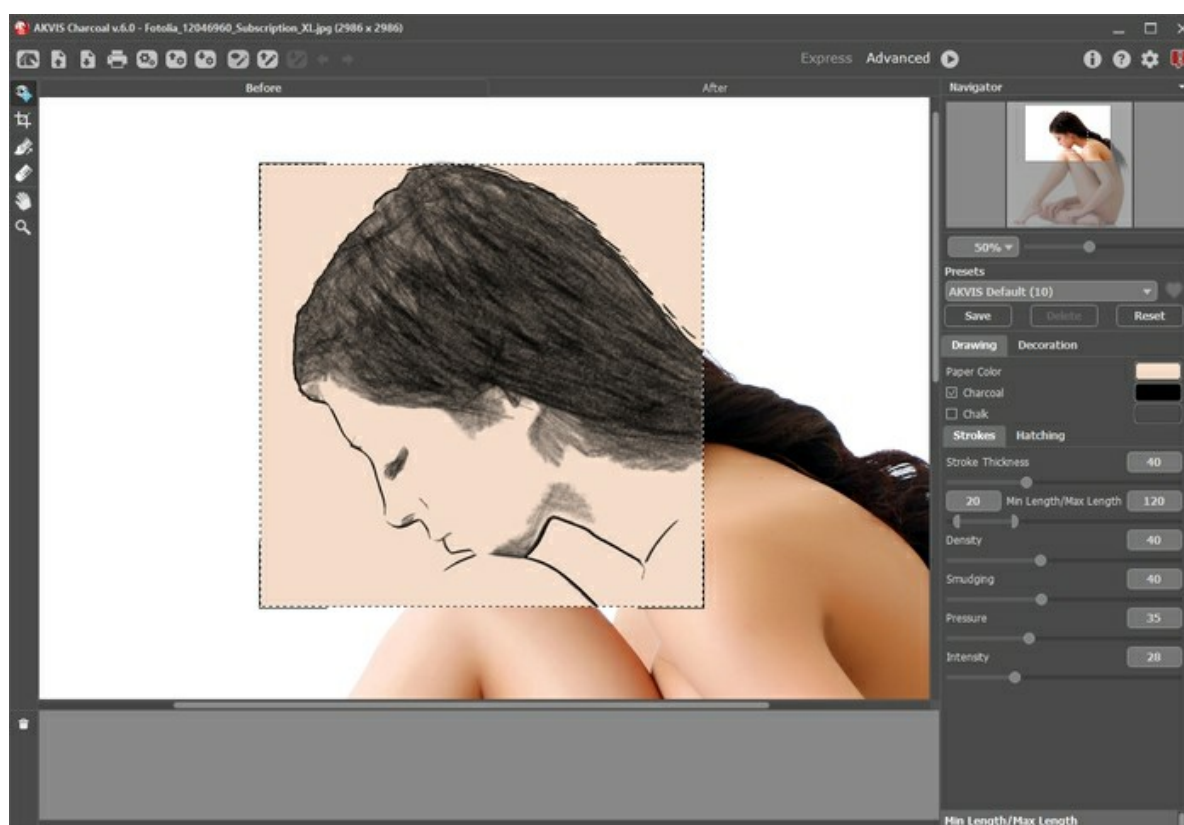 AKVIS Charcoal v.6.0 - Fotolia_12046960_Subscription_XL.jpg (2986 x 2986)
Express Advanced
Before After
Navigator
50%
Presets
AKVIS Default (10)
Save Delete Reset
Drawing Decoration
Paper Color
Charcoal
Chalk
Strokes Hatching
Stroke Thickness 40
20 Min Length/Max Length 120
Density 40
Smudging 40
Pressure 35
Intensity 28
Min Length/Max Length